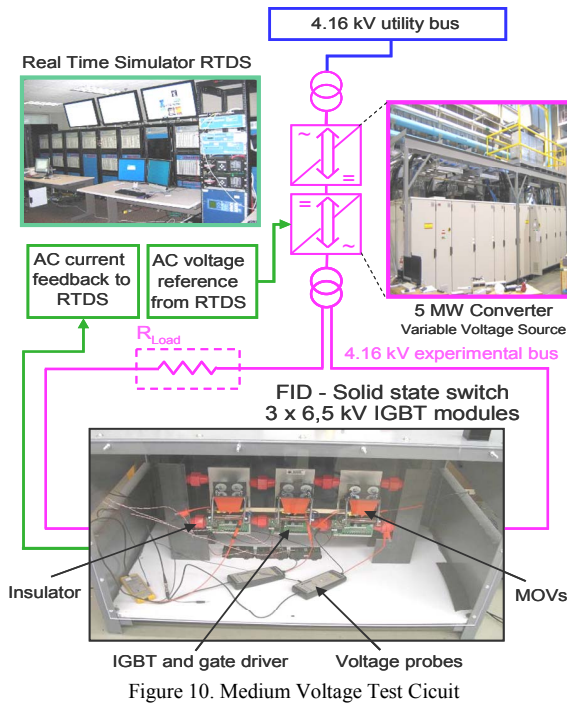 4.16 kV utility bus
Real Time Simulator RTDS
~
=
=
~
AC current
feedback to
RTDS
AC voltage
reference
from RTDS
5 MW Converter
Variable Voltage Source
R_Load
4.16 kV experimental bus
FID - Solid state switch
3 x 6,5 kV IGBT modules
Insulator
MOVs
IGBT and gate driver
Voltage probes
Figure 10. Medium Voltage Test Cicuit